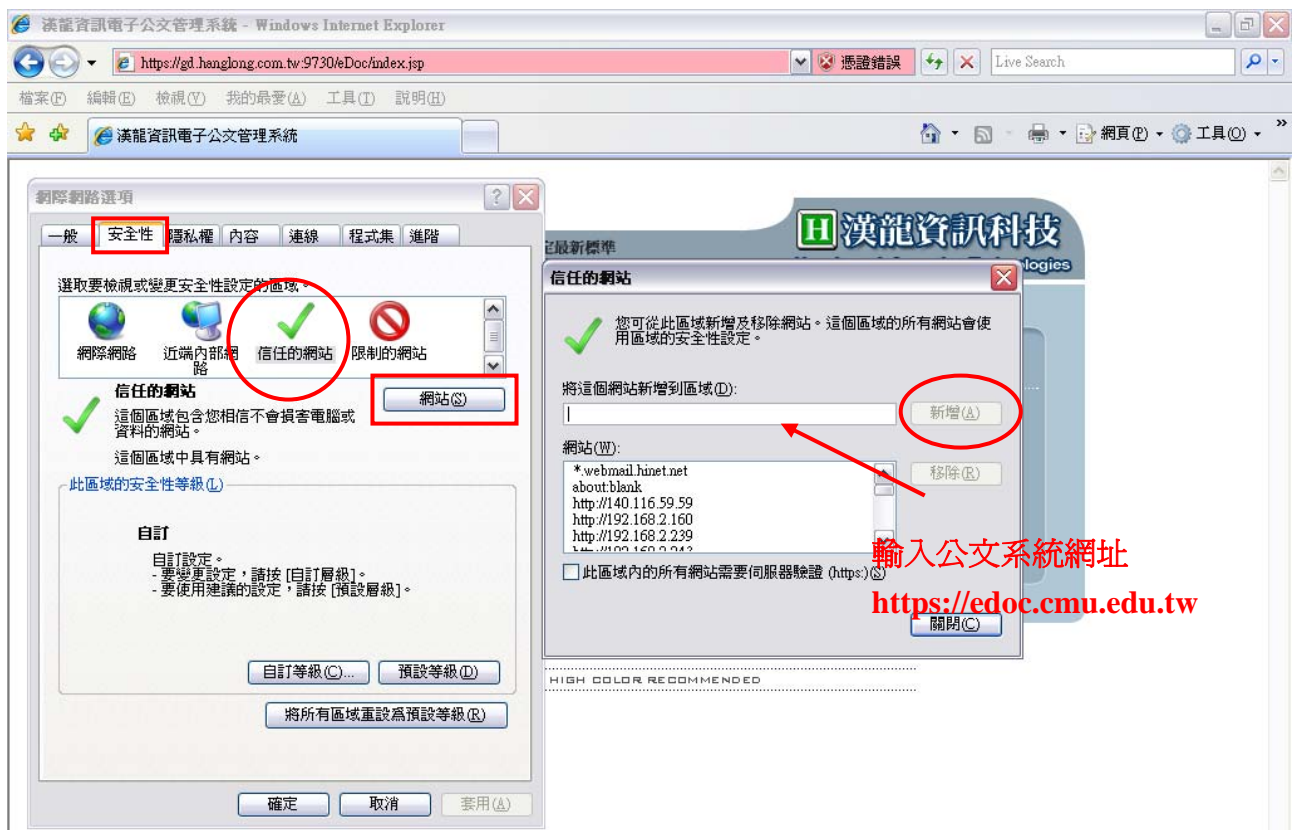 漢龍資訊電子公文管理系統 - Windows Internet Explorer
https://gd.hanglong.com.tw:9730/eDoc/index.jsp
憑證錯誤
Live Search
檔案(F) 編輯(E) 檢視(V) 我的最愛(A) 工具(T) 說明(H)
漢龍資訊電子公文管理系統
網頁(P) 工具(O) »
網際網路選項
一般 安全性 隱私權 內容 連線 程式集 進階
選取要檢視或變更安全性設定的區域。
網際網路
近端內部網
路
信任的網站
限制的網站
信任的網站
網站(S)
這個區域包含您相信不會損害電腦或
資料的網站。
這個區域中具有網站。
此區域的安全性等級(L)
自訂
自訂設定。
- 要變更設定，請按 [自訂層級]。
- 要使用建議的設定，請按 [預設層級]。
自訂等級(C)... 預設等級(D)
將所有區域重設為預設等級(R)
確定 取消 套用(A)
H 漢龍資訊科技
最新標準
logies
信任的網站
您可從此區域新增及移除網站。這個區域的所有網站會使
用區域的安全性設定。
將這個網站新增到區域(D):
新增(A)
網站(W):
*.webmail.hinet.net
about:blank
http://140.116.59.59
http://192.168.2.160
http://192.168.2.239
移除(R)
此區域內的所有網站需要伺服器驗證 (https:)(S)
關閉(C)
輸入公文系統網址
https://edoc.cmu.edu.tw
HIGH COLOR RECOMMENDED